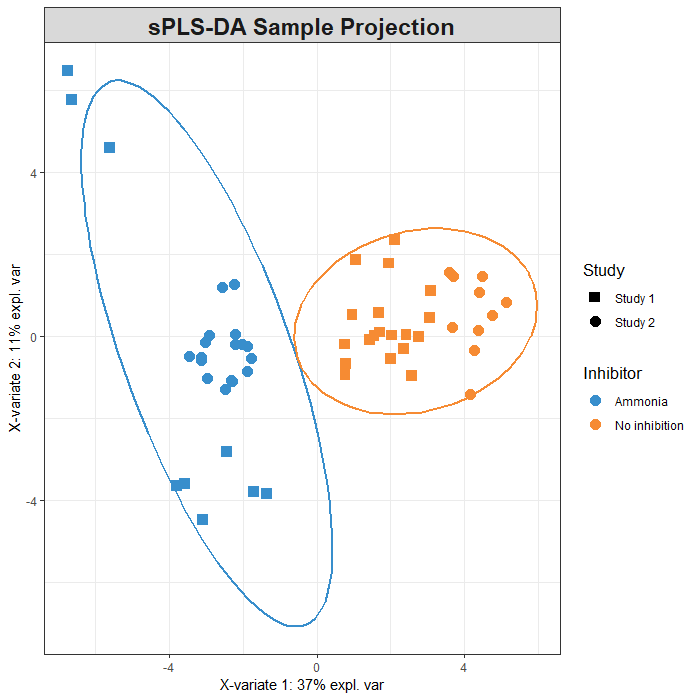 sPLS-DA Sample Projection
X-variate 2: 11% expl. var
4
0
-4
-4
0
4
X-variate 1: 37% expl. var
Study
Study 1
Study 2
Inhibitor
Ammonia
No inhibition